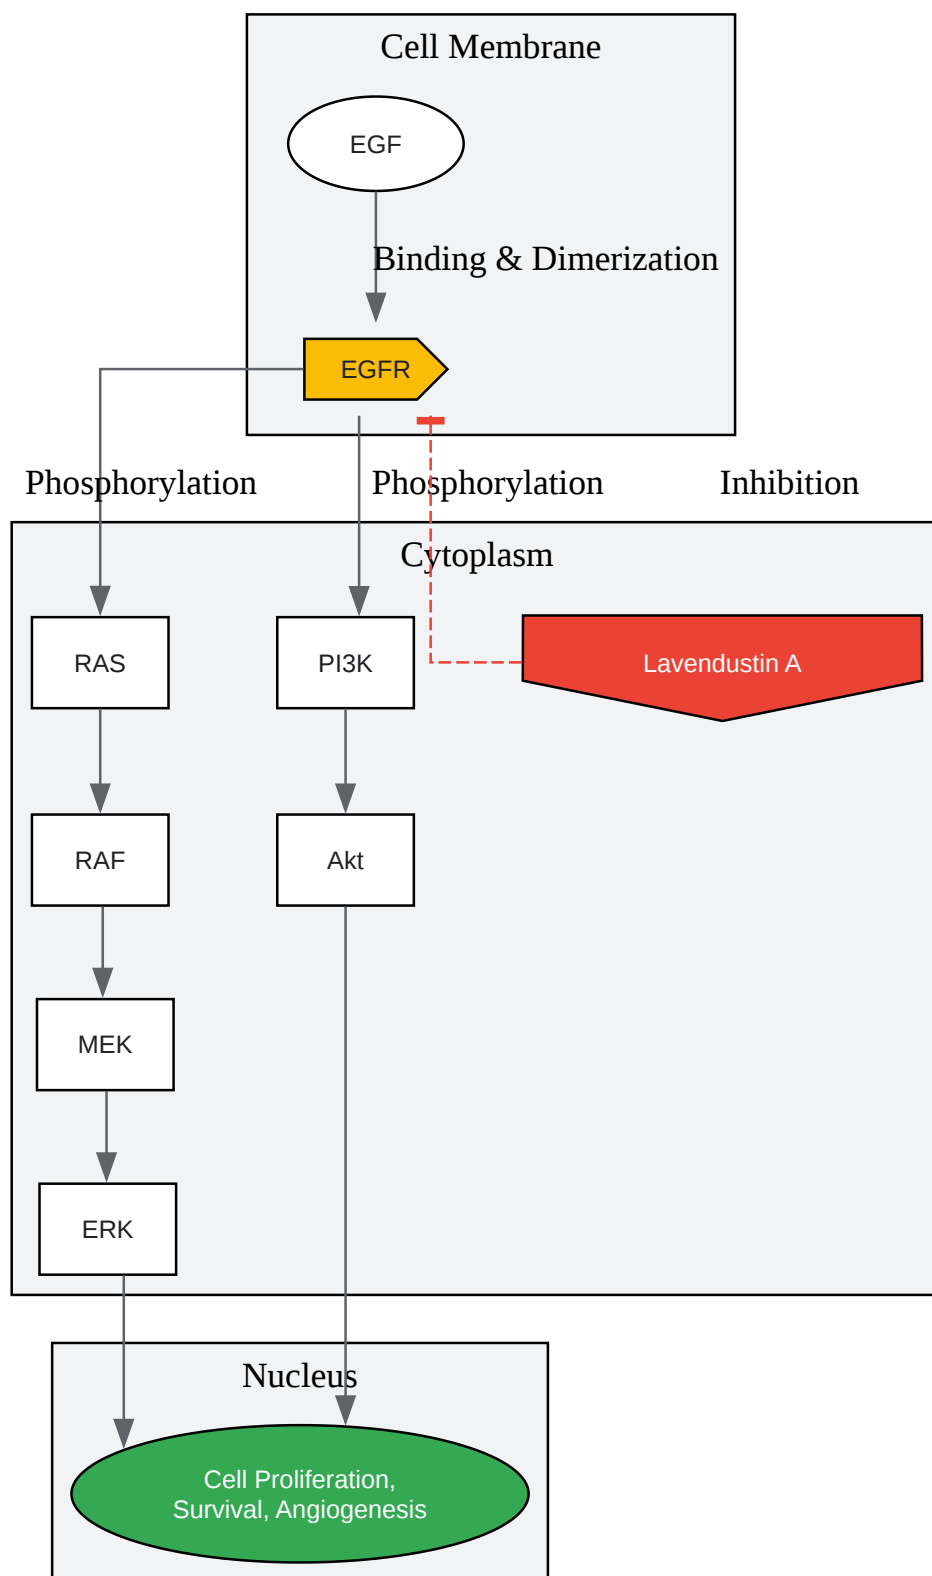 Cell Membrane
EGF
Binding & Dimerization
EGFR
Phosphorylation
Phosphorylation
Inhibition
Cytoplasm
RAS
PI3K
Lavendustin A
RAF
Akt
MEK
ERK
Nucleus
Cell Proliferation,
Survival, Angiogenesis